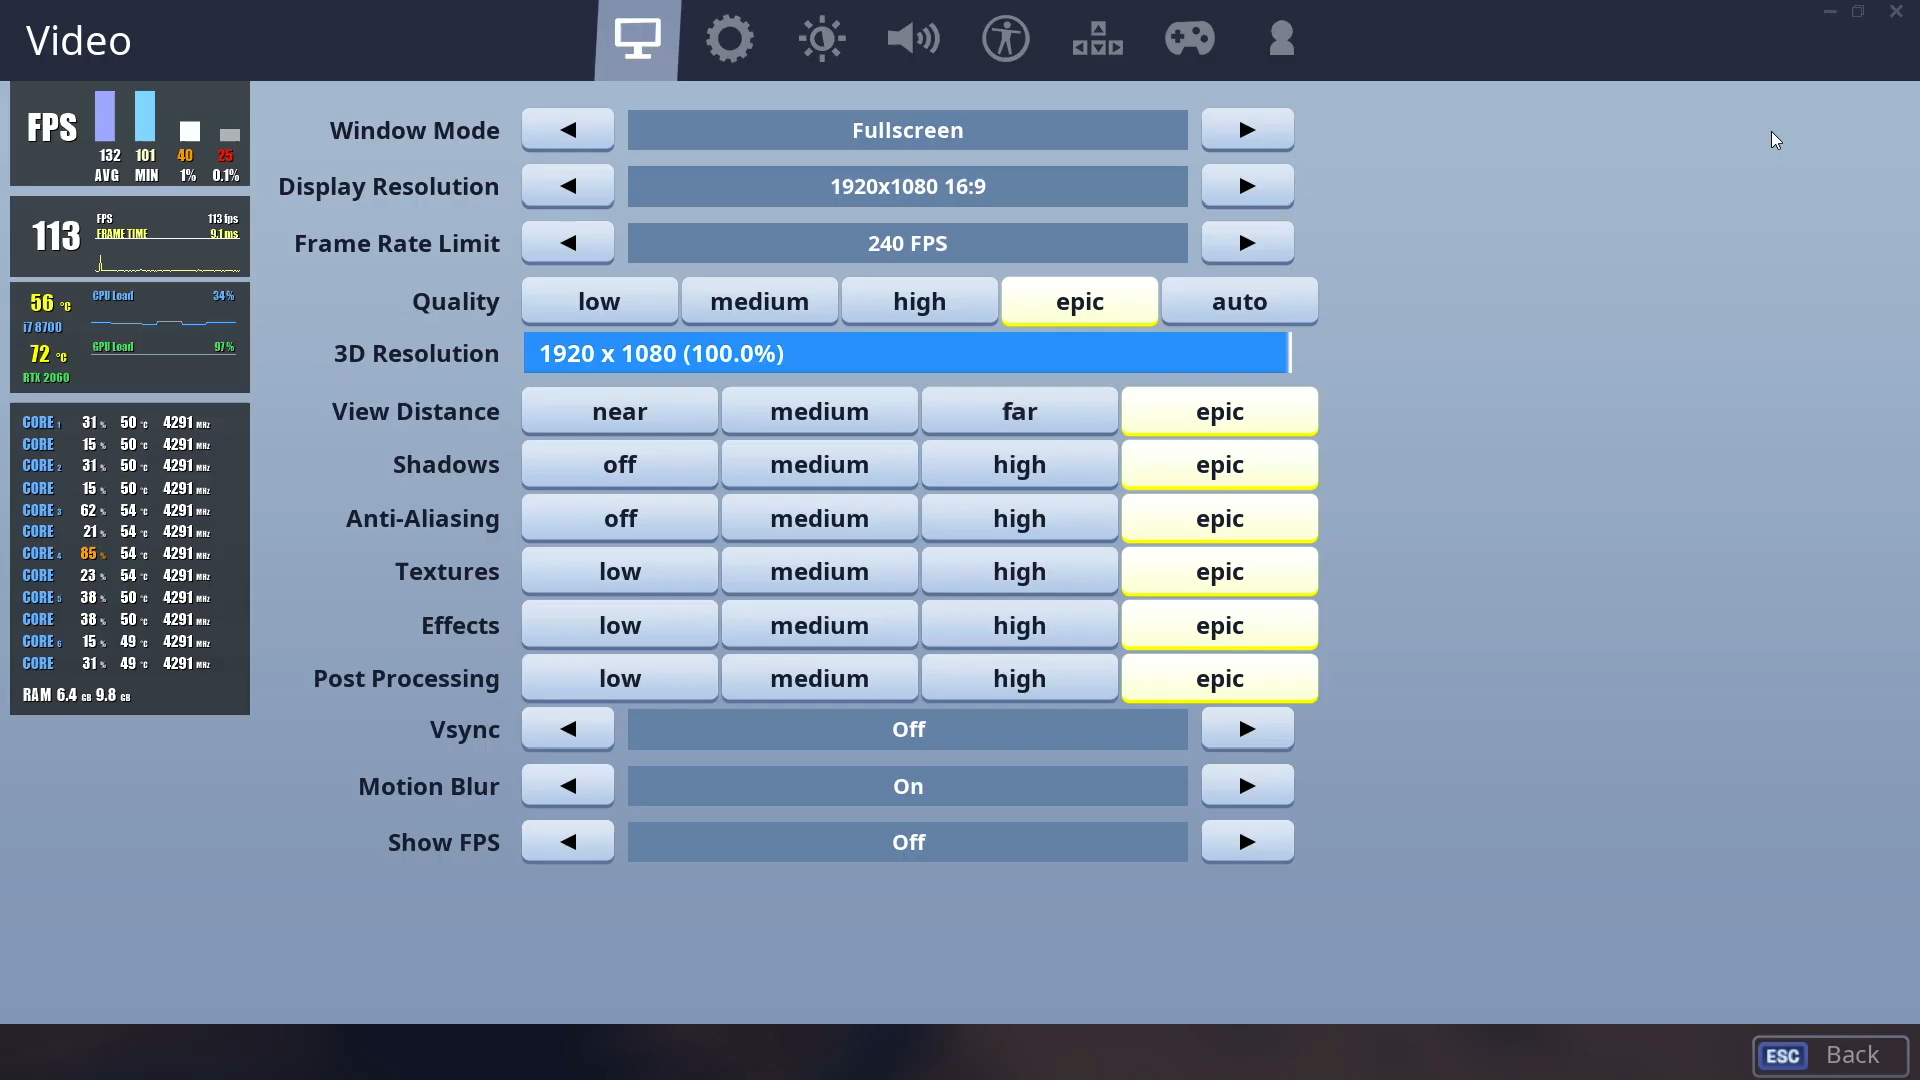 Video
FPS
132 101 40 25
AVG MIN 1% 0.1%
113
FPS 113 fps
FRAME TIME 9.1 ms
56 °C
CPU Load 34%
i7 8700
72 °C
GPU Load 97%
RTX 2060
CORE 1 31 % 50 °C 4291 MHz
CORE 15 % 50 °C 4291 MHz
CORE 2 31 % 50 °C 4291 MHz
CORE 15 % 50 °C 4291 MHz
CORE 3 62 % 54 °C 4291 MHz
CORE 21 % 54 °C 4291 MHz
CORE 4 85 % 54 °C 4291 MHz
CORE 23 % 54 °C 4291 MHz
CORE 5 38 % 50 °C 4291 MHz
CORE 38 % 50 °C 4291 MHz
CORE 6 15 % 49 °C 4291 MHz
CORE 31 % 49 °C 4291 MHz
RAM 6.4 GB 9.8 GB
Window Mode Fullscreen
Display Resolution 1920x1080 16:9
Frame Rate Limit 240 FPS
Quality low medium high epic auto
3D Resolution 1920 x 1080 (100.0%)
View Distance near medium far epic
Shadows off medium high epic
Anti-Aliasing off medium high epic
Textures low medium high epic
Effects low medium high epic
Post Processing low medium high epic
Vsync Off
Motion Blur On
Show FPS Off
ESC Back